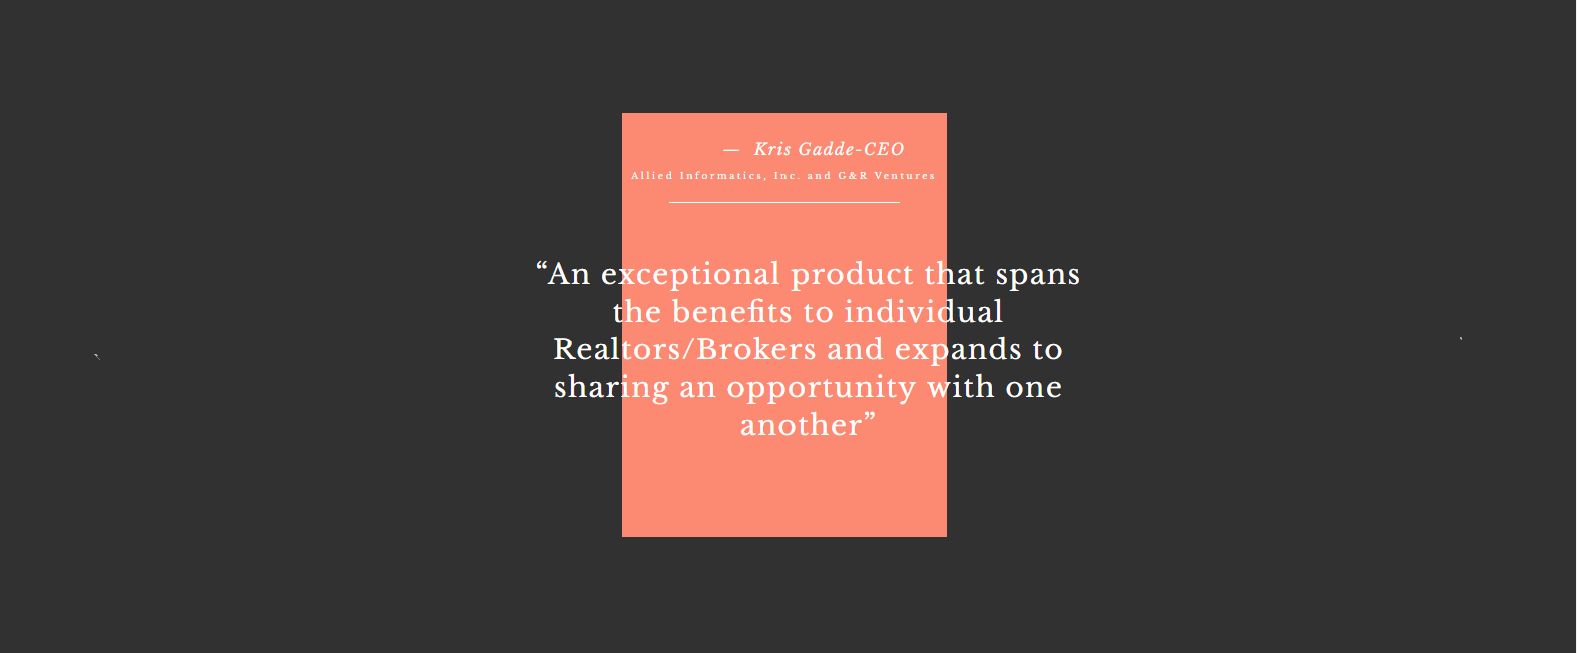 — Kris Gadde-CEO
Allied Informatics, Inc. and G&R Ventures
“An exceptional product that spans
the benefits to individual
Realtors/Brokers and expands to
sharing an opportunity with one
another”